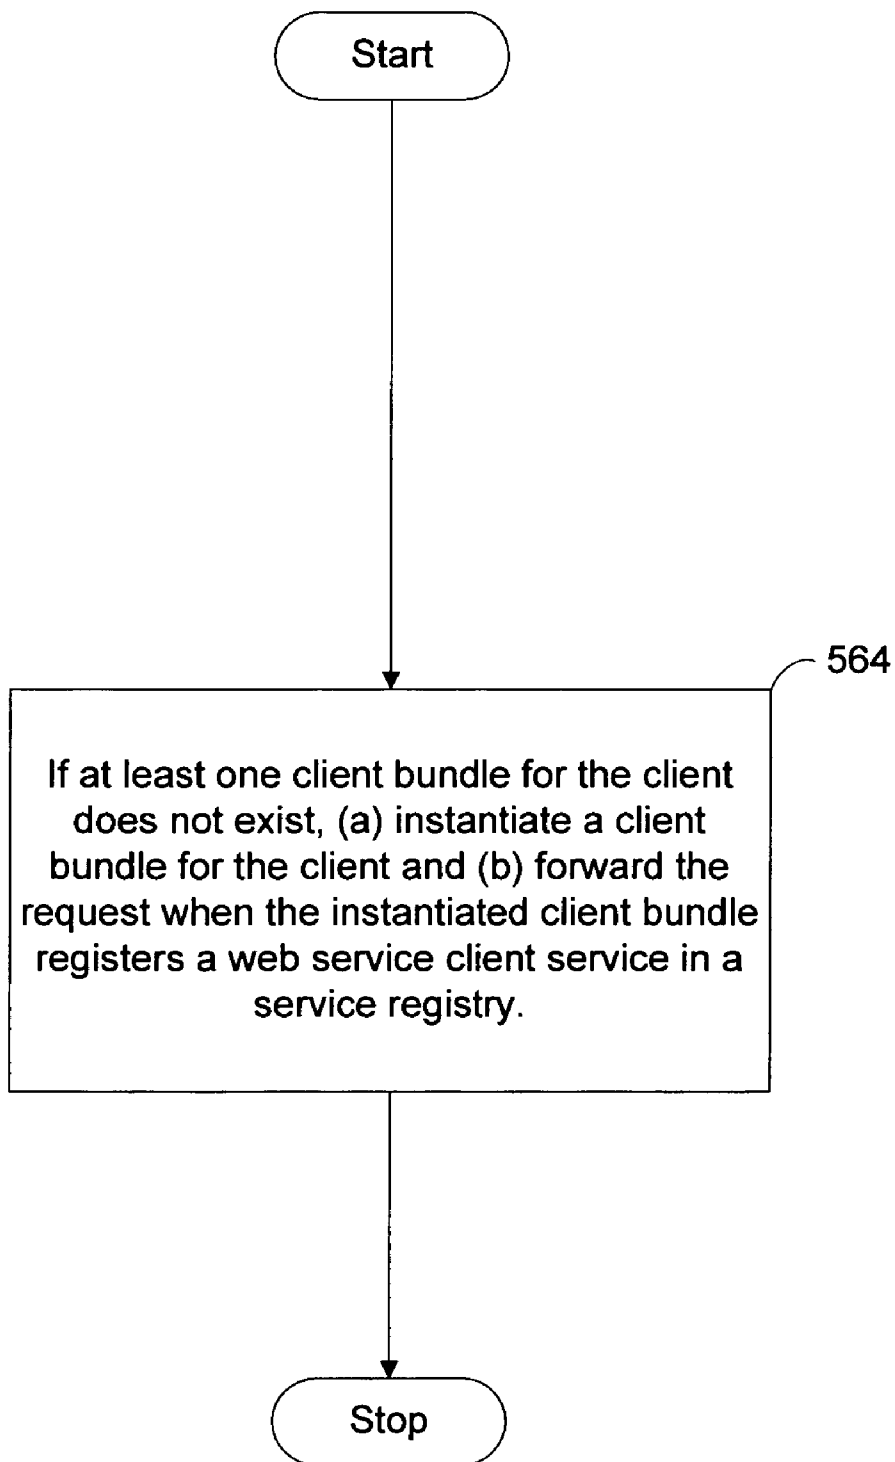 Start
564
If at least one client bundle for the client
does not exist, (a) instantiate a client
bundle for the client and (b) forward the
request when the instantiated client bundle
registers a web service client service in a
service registry.
Stop